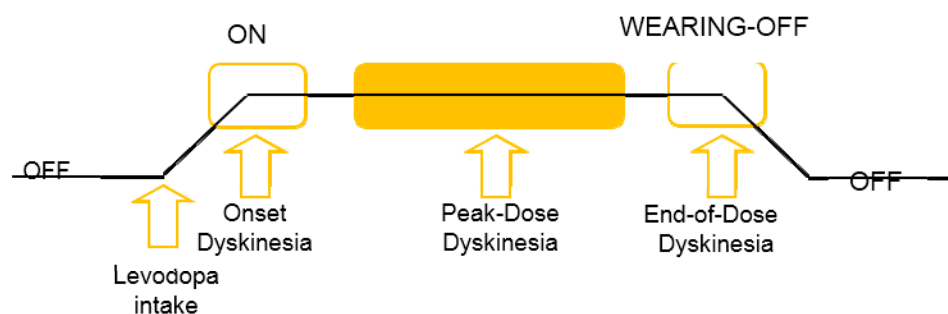 ON
WEARING-OFF
OFF
OFF
Onset
Dyskinesia
Peak-Dose
Dyskinesia
End-of-Dose
Dyskinesia
Levodopa
intake